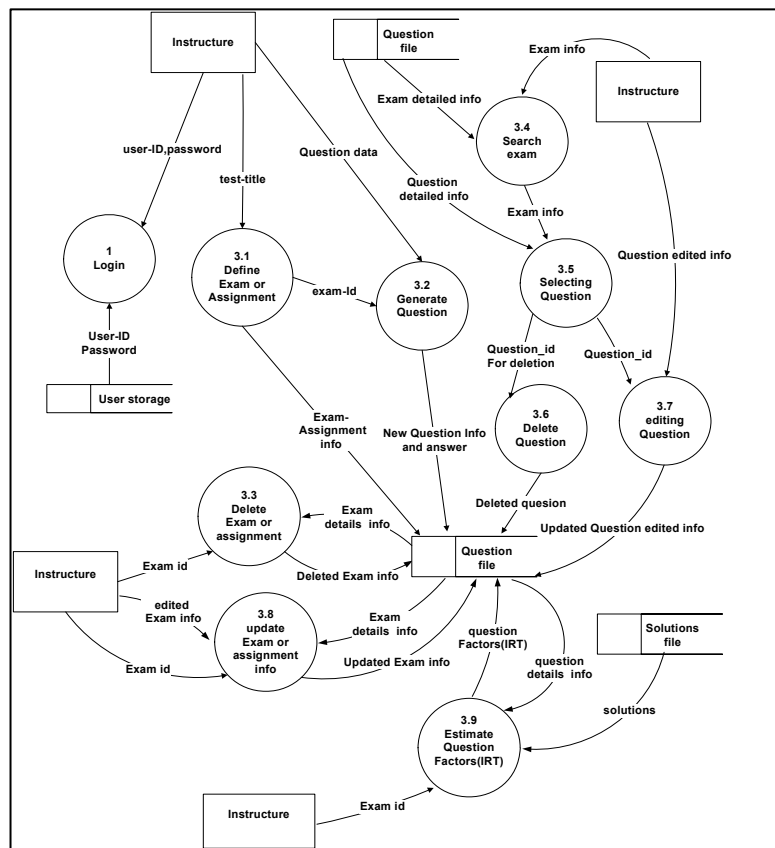 Instructure
Question
file
Exam info
Instructure
Exam detailed info
3.4
Search
exam
user-ID,password
Question data
test-title
Question
detailed info
Exam info
1
Login
3.1
Define
Exam or
Assignment
exam-Id
3.2
Generate
Question
3.5
Selecting
Question
Question edited info
User-ID
Password
User storage
Question_id
For deletion
Question_id
3.6
Delete
Question
3.7
editing
Question
Exam-
Assignment
info
New Question Info
and answer
Deleted quesion
Updated Question edited info
3.3
Delete
Exam or
assignment
Exam
details info
Question
file
Instructure
Exam id
Deleted Exam info
edited
Exam info
3.8
update
Exam or
assignment
info
Exam
details info
Updated Exam info
Exam id
question
Factors(IRT)
question
details info
Solutions
file
solutions
3.9
Estimate
Question
Factors(IRT)
Instructure
Exam id